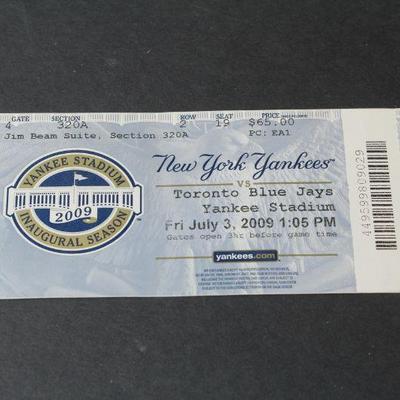 GATE SECTION ROW SEAT PRICE
4 320A 2 19 $65.00
Jim Beam Suite, Section 320A PC: EA1
YANKEE STADIUM
2009
INAUGURAL SEASON
New York Yankees
VS
Toronto Blue Jays
Yankee Stadium
Fri July 3, 2009 1:05 PM
Gates open 3hr before game time
yankees.com
449599809029